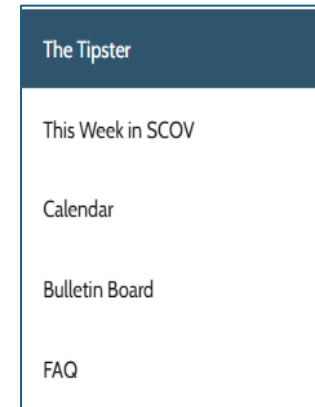 The Tipster
This Week in SCOV
Calendar
Bulletin Board
FAQ